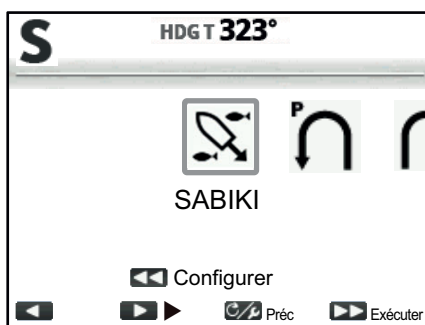 S
HDG T 323°
P
SABIKI
Configurer
Préc Exécuter